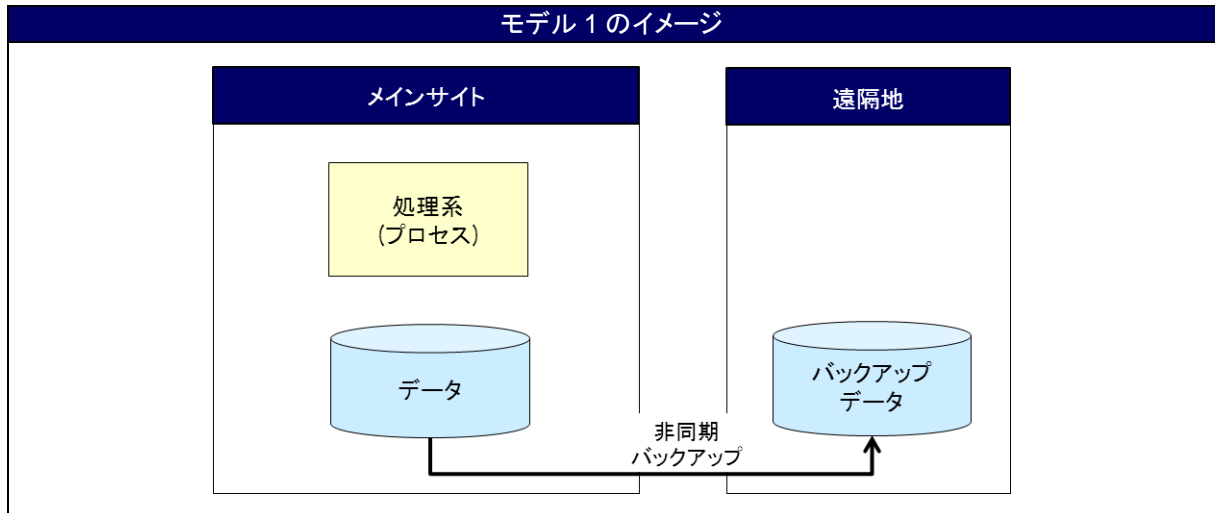 モデル 1 のイメージ
メインサイト
遠隔地
処理系
(プロセス)
データ
バックアップ
データ
非同期
バックアップ